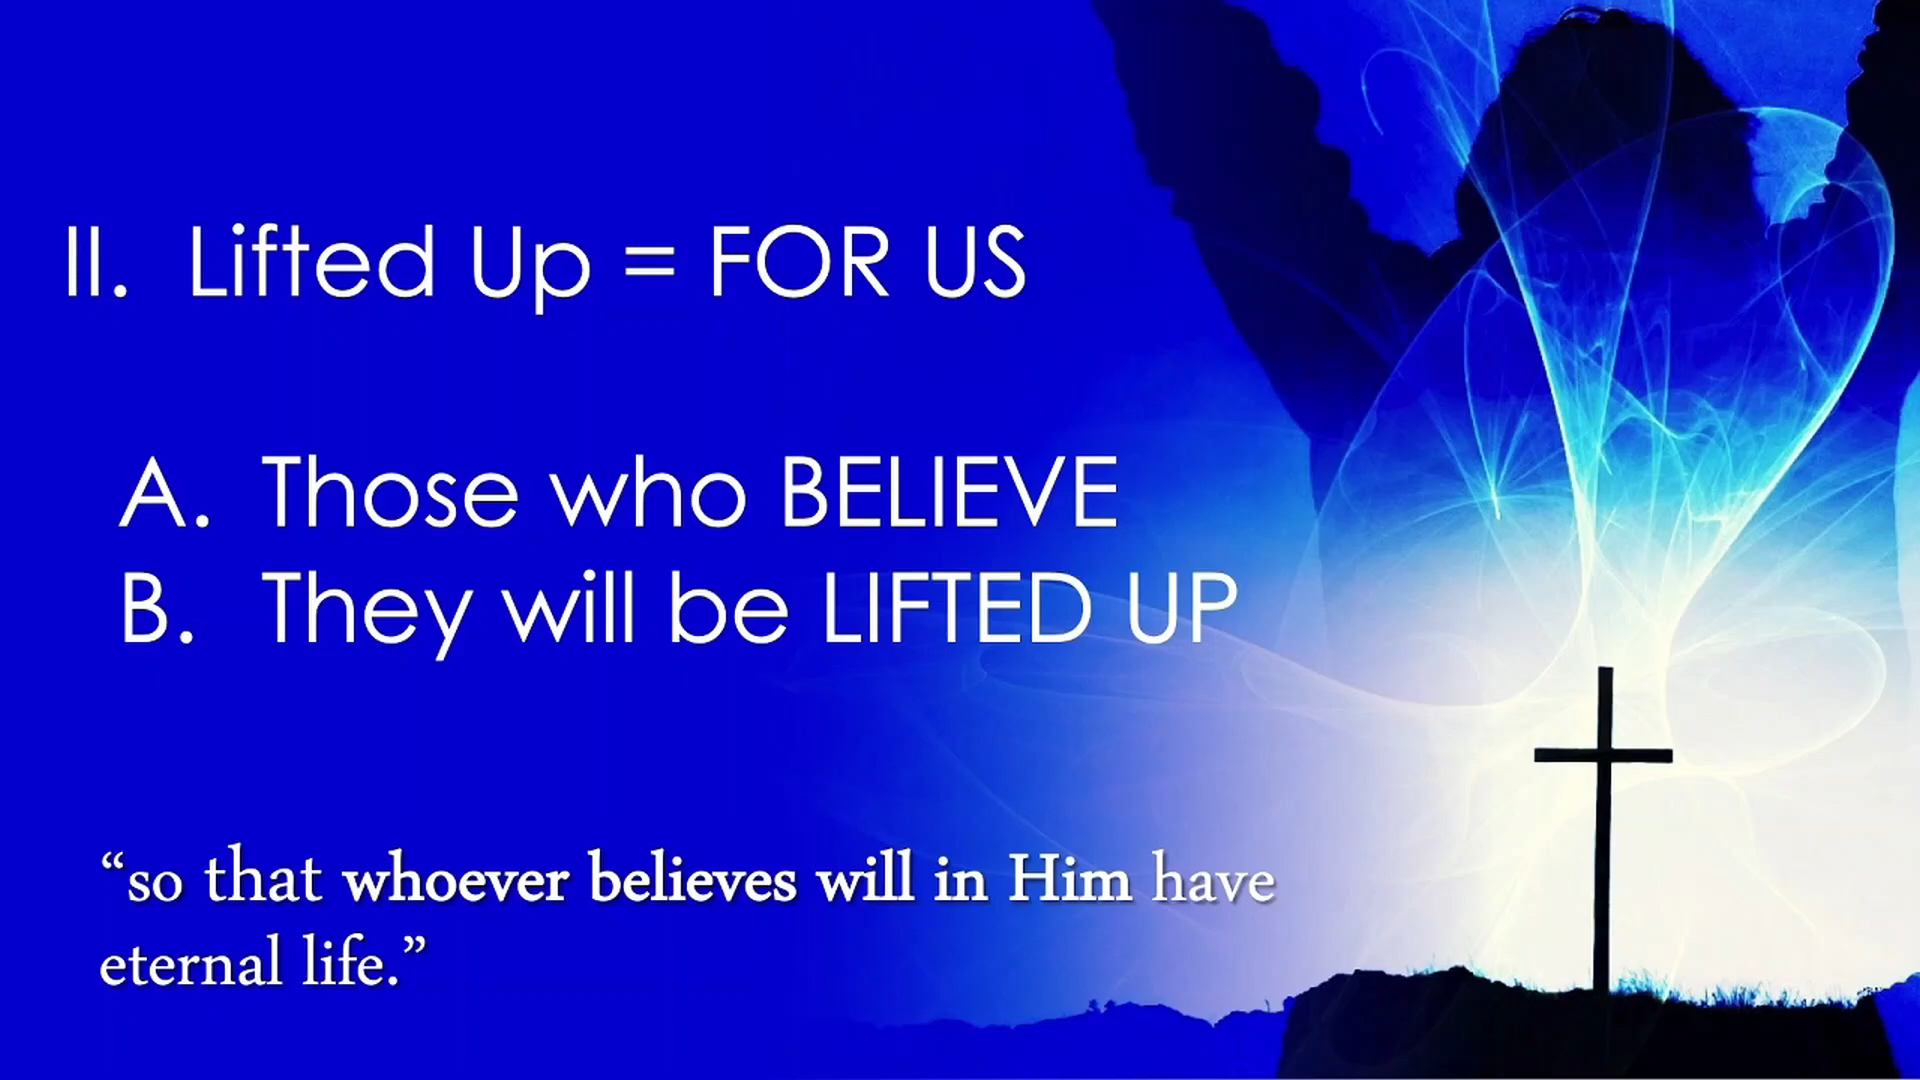 II. Lifted Up = FOR US
A. Those who BELIEVE
B. They will be LIFTED UP
“so that whoever believes will in Him have
eternal life.”